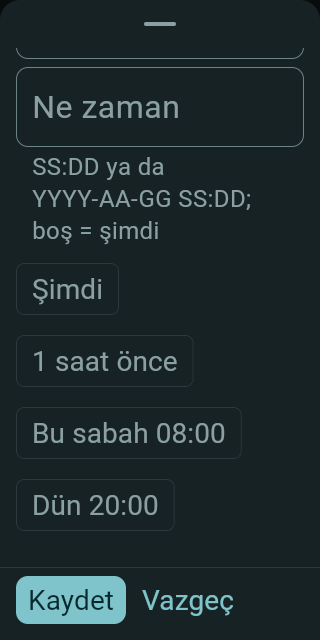 Ne zaman
SS:DD ya da
YYYY-AA-GG SS:DD;
boş = şimdi
Şimdi
1 saat önce
Bu sabah 08:00
Dün 20:00
Kaydet
Vazgeç